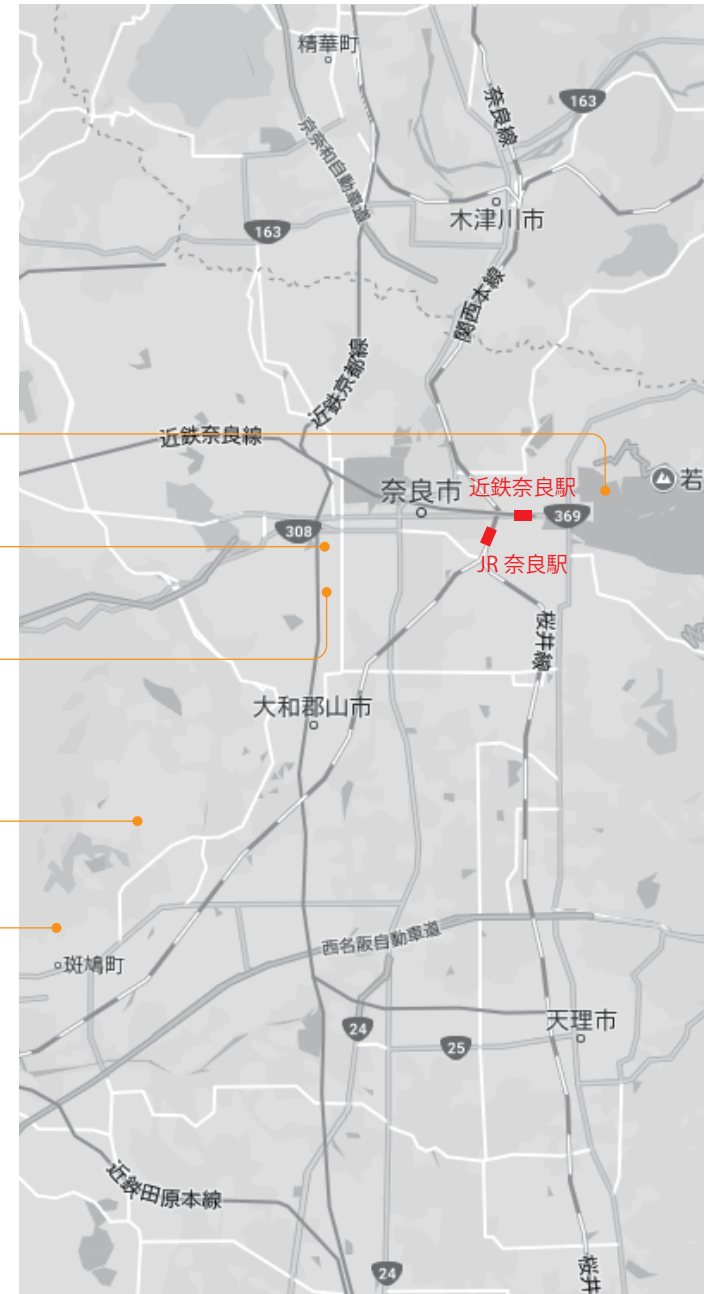 精華町
奈良線
163
京奈和自動車道
163
木津川市
関西本線
近鉄京都線
近鉄奈良線
奈良市
近鉄奈良駅
若
308
369
JR 奈良駅
桜井線
大和郡山市
西名阪自動車道
斑鳩町
天理市
24
25
近鉄田原本線
24
桜井